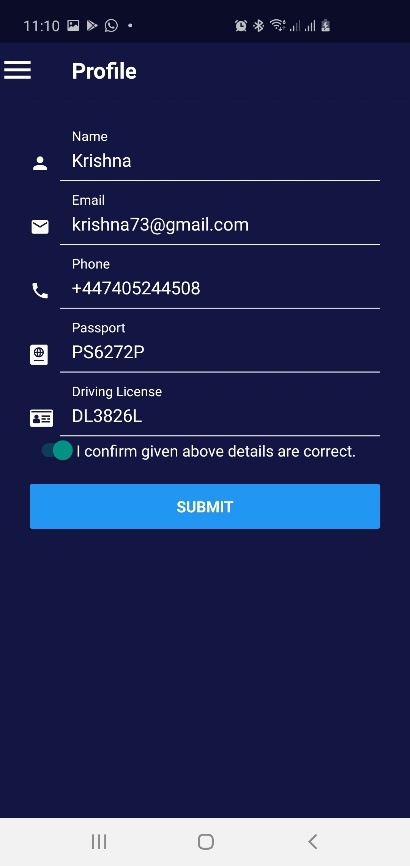 11:10
Profile
Name
Krishna
Email
krishna73@gmail.com
Phone
+447405244508
Passport
PS6272P
Driving License
DL3826L
I confirm given above details are correct.
SUBMIT